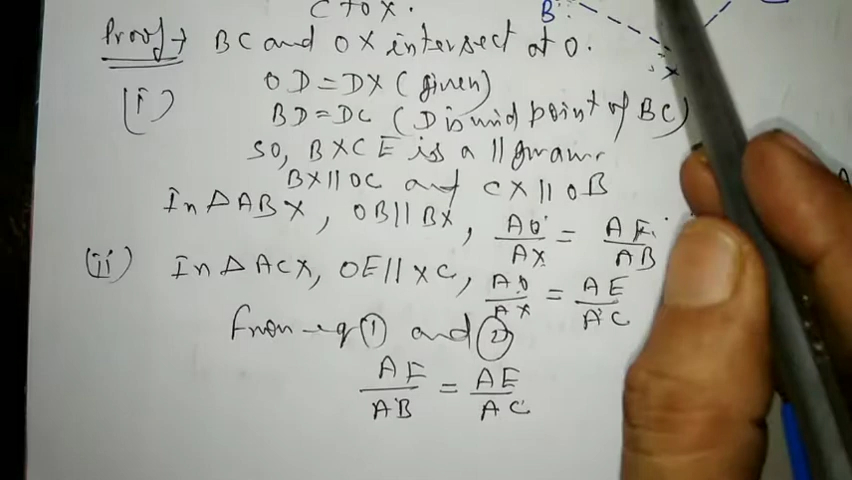 C to X.
B
Proof → BC and OX intersect at O.
X
OD = DX (given)
(i)
BD = DC (D is mid point of BC)
SO, BXCE is a ||gram.
BX || OC and CX || OB
In △ABX, OB || BX, AO/AX = AF/AB
(ii) In △ACX, OE || XC, AO/AX = AE/AC
From eq ① and ②
AF/AB = AE/AC